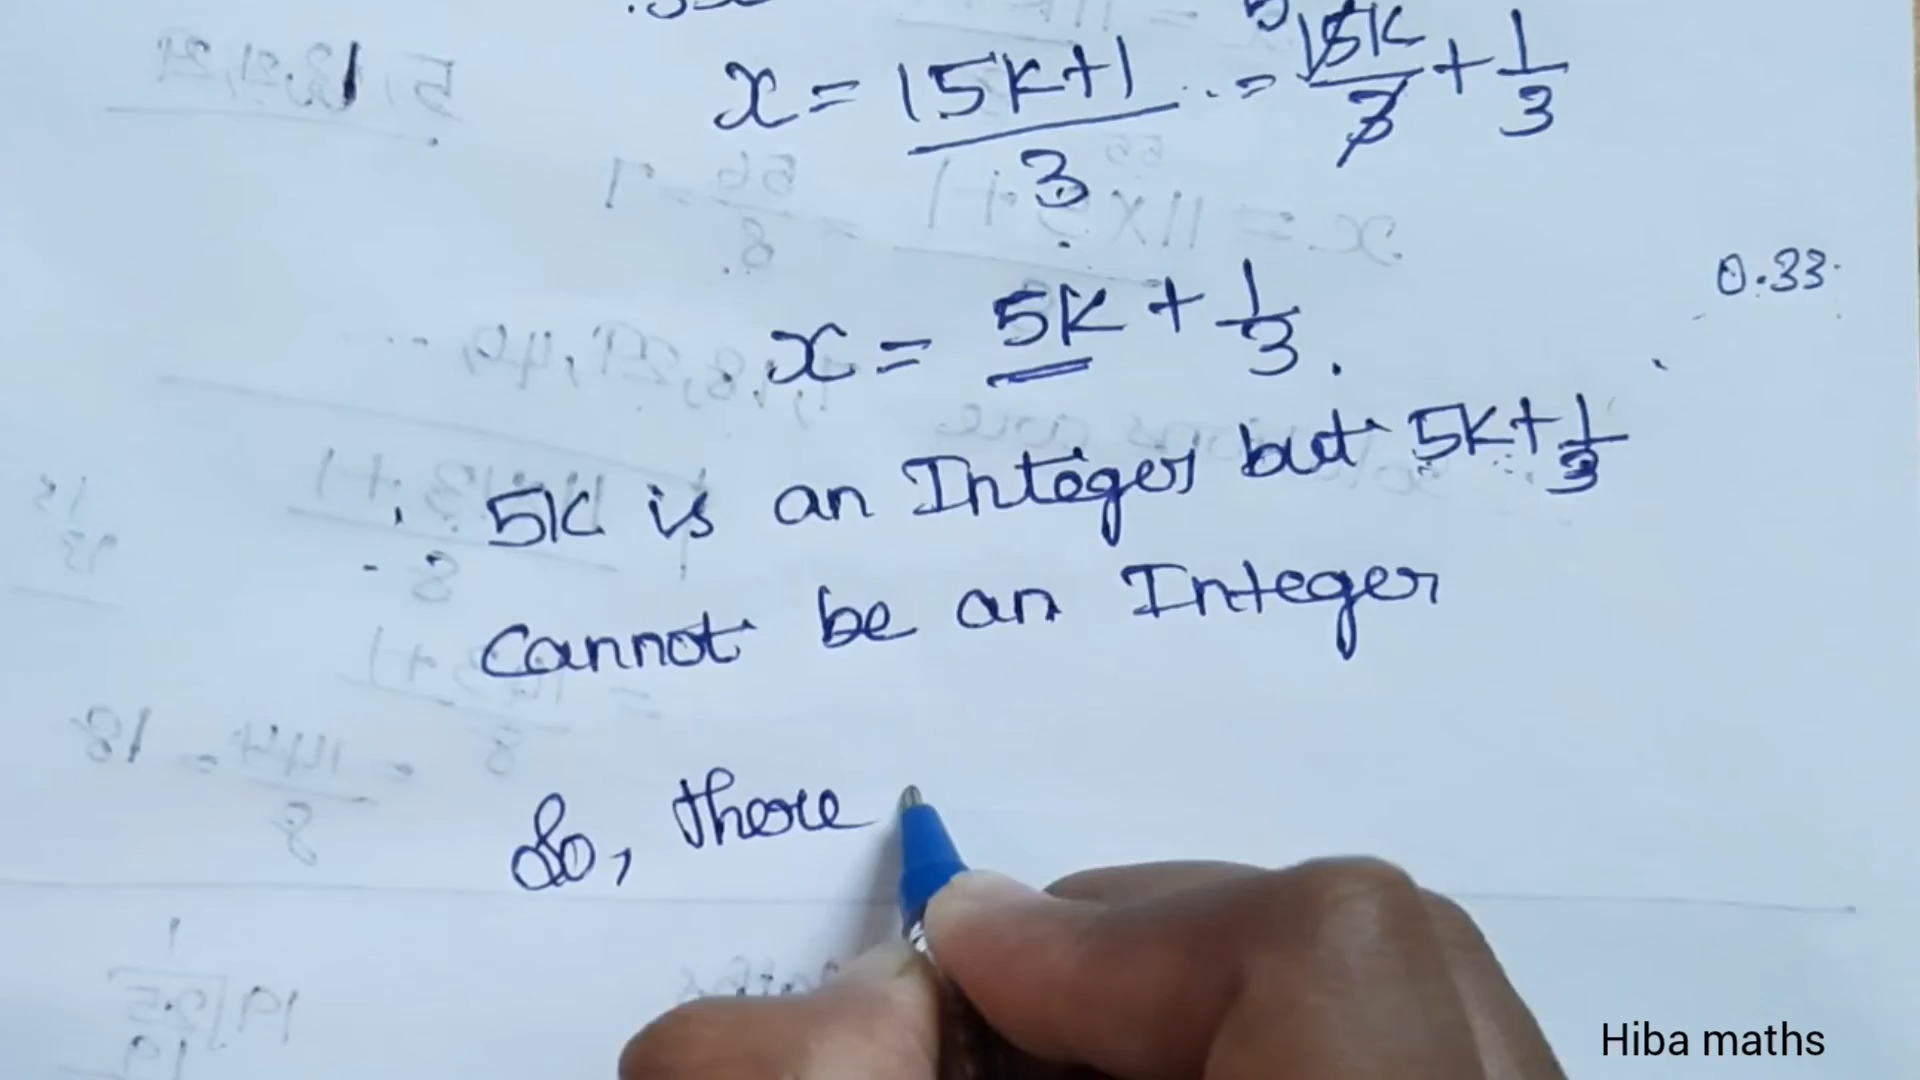 x = 15k+1/3 = 15k/3 + 1/3
5
x = 5k + 1/3.
0.33
5k is an Integer but 5k+1/3
cannot be an Integer
So, there
Hiba maths